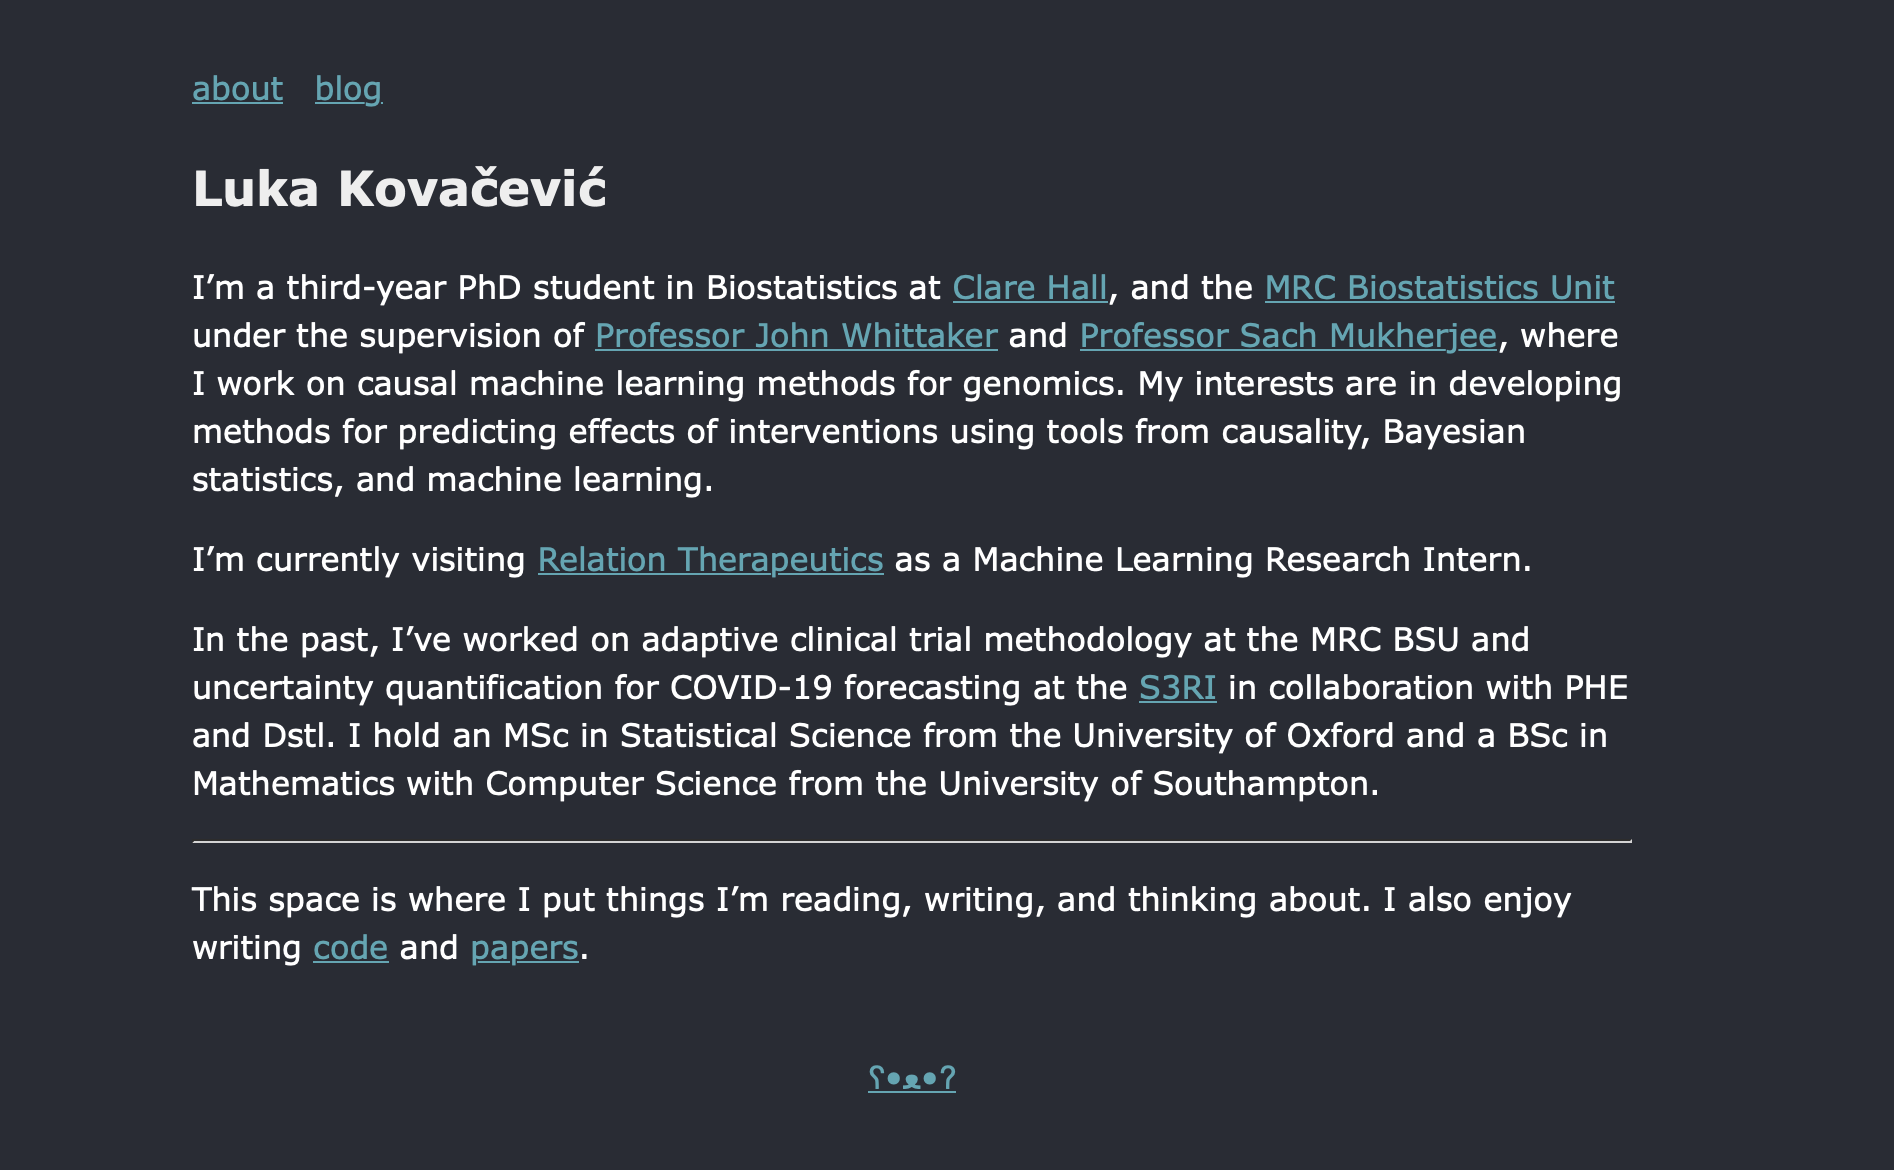 about blog
Luka Kovačević
I’m a third-year PhD student in Biostatistics at Clare Hall, and the MRC Biostatistics Unit
under the supervision of Professor John Whittaker and Professor Sach Mukherjee, where
I work on causal machine learning methods for genomics. My interests are in developing
methods for predicting effects of interventions using tools from causality, Bayesian
statistics, and machine learning.
I’m currently visiting Relation Therapeutics as a Machine Learning Research Intern.
In the past, I’ve worked on adaptive clinical trial methodology at the MRC BSU and
uncertainty quantification for COVID-19 forecasting at the S3RI in collaboration with PHE
and Dstl. I hold an MSc in Statistical Science from the University of Oxford and a BSc in
Mathematics with Computer Science from the University of Southampton.
This space is where I put things I’m reading, writing, and thinking about. I also enjoy
writing code and papers.
ʕ•ᴥ•ʔ